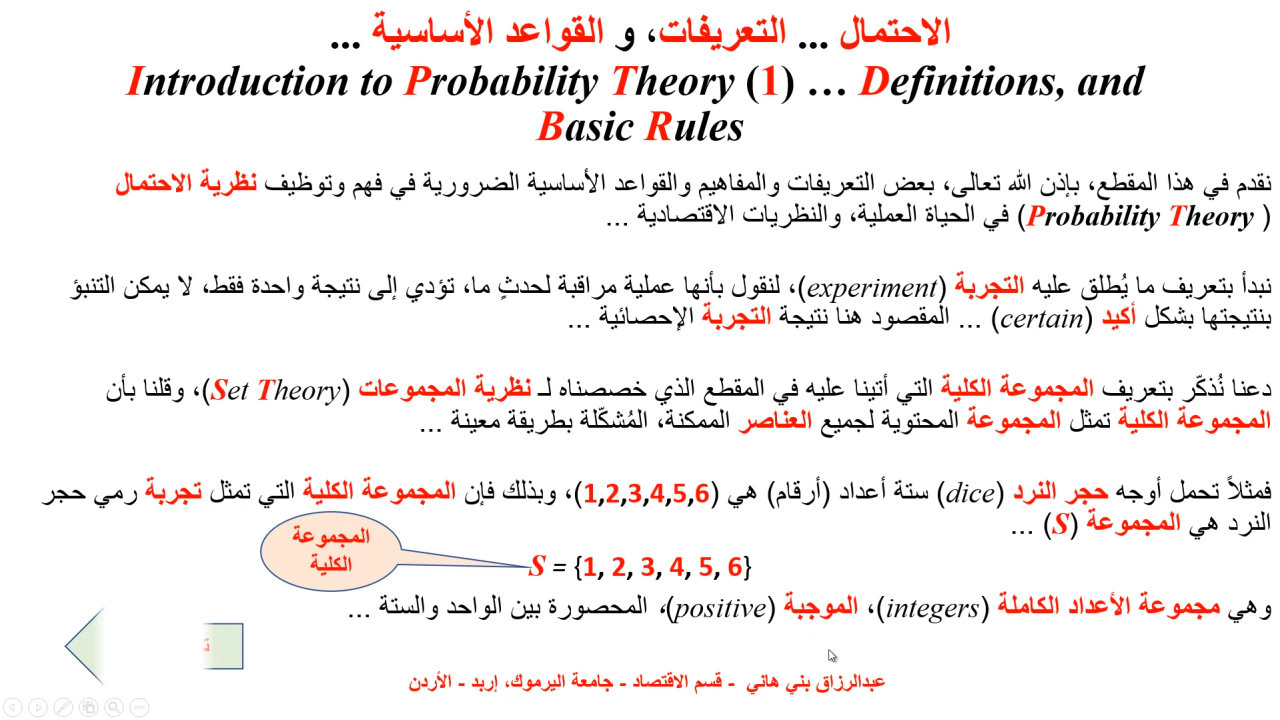 الاحتمال ... التعريفات، و القواعد الأساسية ...
Introduction to Probability Theory (1) … Definitions, and
Basic Rules
نقدم في هذا المقطع، بإذن الله تعالى، بعض التعريفات والمفاهيم والقواعد الأساسية الضرورية في فهم وتوظيف نظرية الاحتمال
(Probability Theory ) في الحياة العملية، والنظريات الاقتصادية ...
نبدأ بتعريف ما يُطلق عليه التجربة (experiment)، لنقول بأنها عملية مراقبة لحدثٍ ما، تؤدي إلى نتيجة واحدة فقط، لا يمكن التنبؤ
بنتيجتها بشكل أكيد (certain) ... المقصود هنا نتيجة التجربة الإحصائية ...
دعنا نُذكّر بتعريف المجموعة الكلية التي أتينا عليه في المقطع الذي خصصناه لـ نظرية المجموعات (Set Theory)، وقلنا بأن
المجموعة الكلية تمثل المجموعة المحتوية لجميع العناصر الممكنة، المُشكّلة بطريقة معينة ...
فمثلاً تحمل أوجه حجر النرد (dice) ستة أعداد (أرقام) هي (1,2,3,4,5,6)، وبذلك فإن المجموعة الكلية التي تمثل تجربة رمي حجر
النرد هي المجموعة (S) ...
المجموعة
الكلية
S = {1, 2, 3, 4, 5, 6}
وهي مجموعة الأعداد الكاملة (integers)، الموجبة (positive)، المحصورة بين الواحد والستة ...
عبدالرزاق بني هاني - قسم الاقتصاد - جامعة اليرموك، إربد - الأردن